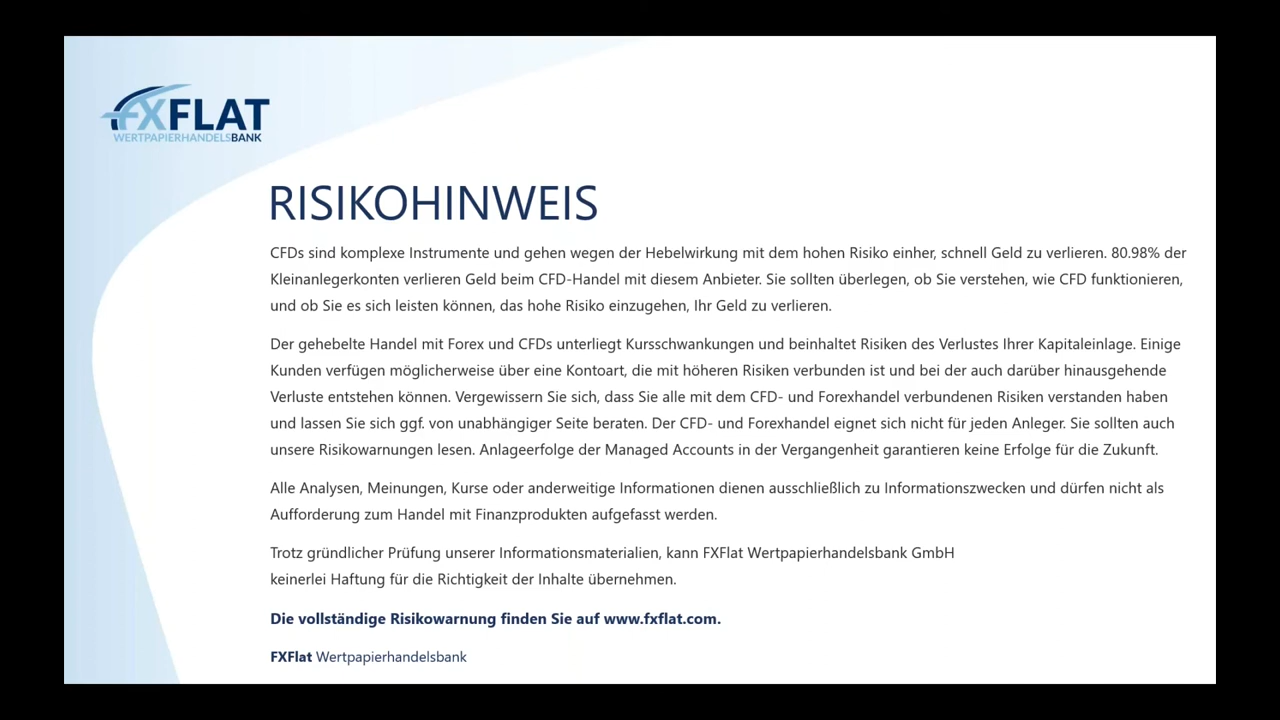 FXFLAT
WERTPAPIERHANDELSBANK
RISIKOHINWEIS
CFDs sind komplexe Instrumente und gehen wegen der Hebelwirkung mit dem hohen Risiko einher, schnell Geld zu verlieren. 80.98% der
Kleinanlegerkonten verlieren Geld beim CFD-Handel mit diesem Anbieter. Sie sollten überlegen, ob Sie verstehen, wie CFD funktionieren,
und ob Sie es sich leisten können, das hohe Risiko einzugehen, Ihr Geld zu verlieren.
Der gehebelte Handel mit Forex und CFDs unterliegt Kursschwankungen und beinhaltet Risiken des Verlustes Ihrer Kapitaleinlage. Einige
Kunden verfügen möglicherweise über eine Kontoart, die mit höheren Risiken verbunden ist und bei der auch darüber hinausgehende
Verluste entstehen können. Vergewissern Sie sich, dass Sie alle mit dem CFD- und Forexhandel verbundenen Risiken verstanden haben
und lassen Sie sich ggf. von unabhängiger Seite beraten. Der CFD- und Forexhandel eignet sich nicht für jeden Anleger. Sie sollten auch
unsere Risikowarnungen lesen. Anlageerfolge der Managed Accounts in der Vergangenheit garantieren keine Erfolge für die Zukunft.
Alle Analysen, Meinungen, Kurse oder anderweitige Informationen dienen ausschließlich zu Informationszwecken und dürfen nicht als
Aufforderung zum Handel mit Finanzprodukten aufgefasst werden.
Trotz gründlicher Prüfung unserer Informationsmaterialien, kann FXFlat Wertpapierhandelsbank GmbH
keinerlei Haftung für die Richtigkeit der Inhalte übernehmen.
Die vollständige Risikowarnung finden Sie auf www.fxflat.com.
FXFlat Wertpapierhandelsbank